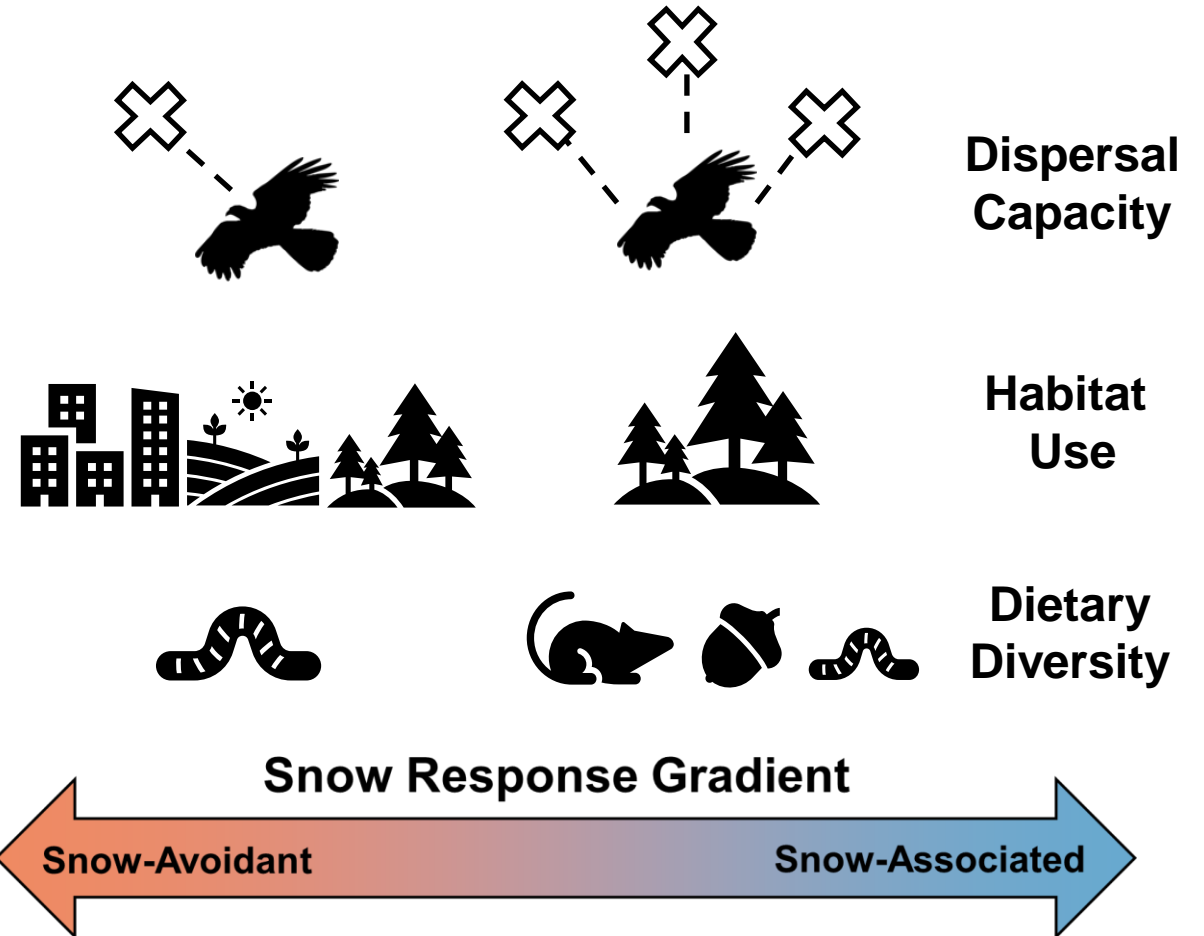 Dispersal
Capacity
Habitat
Use
Dietary
Diversity
Snow Response Gradient
Snow-Avoidant
Snow-Associated